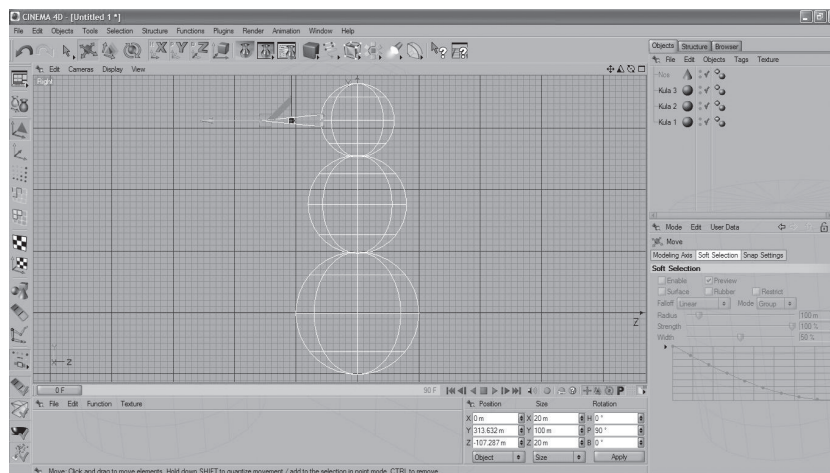 CINEMA 4D - [Untitled 1 *]
File Edit Objects Tools Selection Structure Functions Plugins Render Animation Window Help
Objects Structure Browser
File Edit Objects Tags Texture
Edit Cameras Display View
Right
Nos
Kula 3
Kula 2
Kula 1
Mode Edit User Data
Move
Modeling Axis Soft Selection Snap Settings
Soft Selection
Enable Preview
Surface Rubber Restrict
Falloff Linear Mode Group
Radius 100 m
Strength 100 %
Width 50 %
Z
Y
X Z
0 F 90 F
File Edit Function Texture
Position Size Rotation
X 0 m X 20 m H 0 °
Y 313.632 m Y 100 m P 90 °
Z -107.287 m Z 20 m B 0 °
Object Size Apply
Move: Click and drag to move elements. Hold down SHIFT to quantize movement / add to the selection in point mode, CTRL to remove.